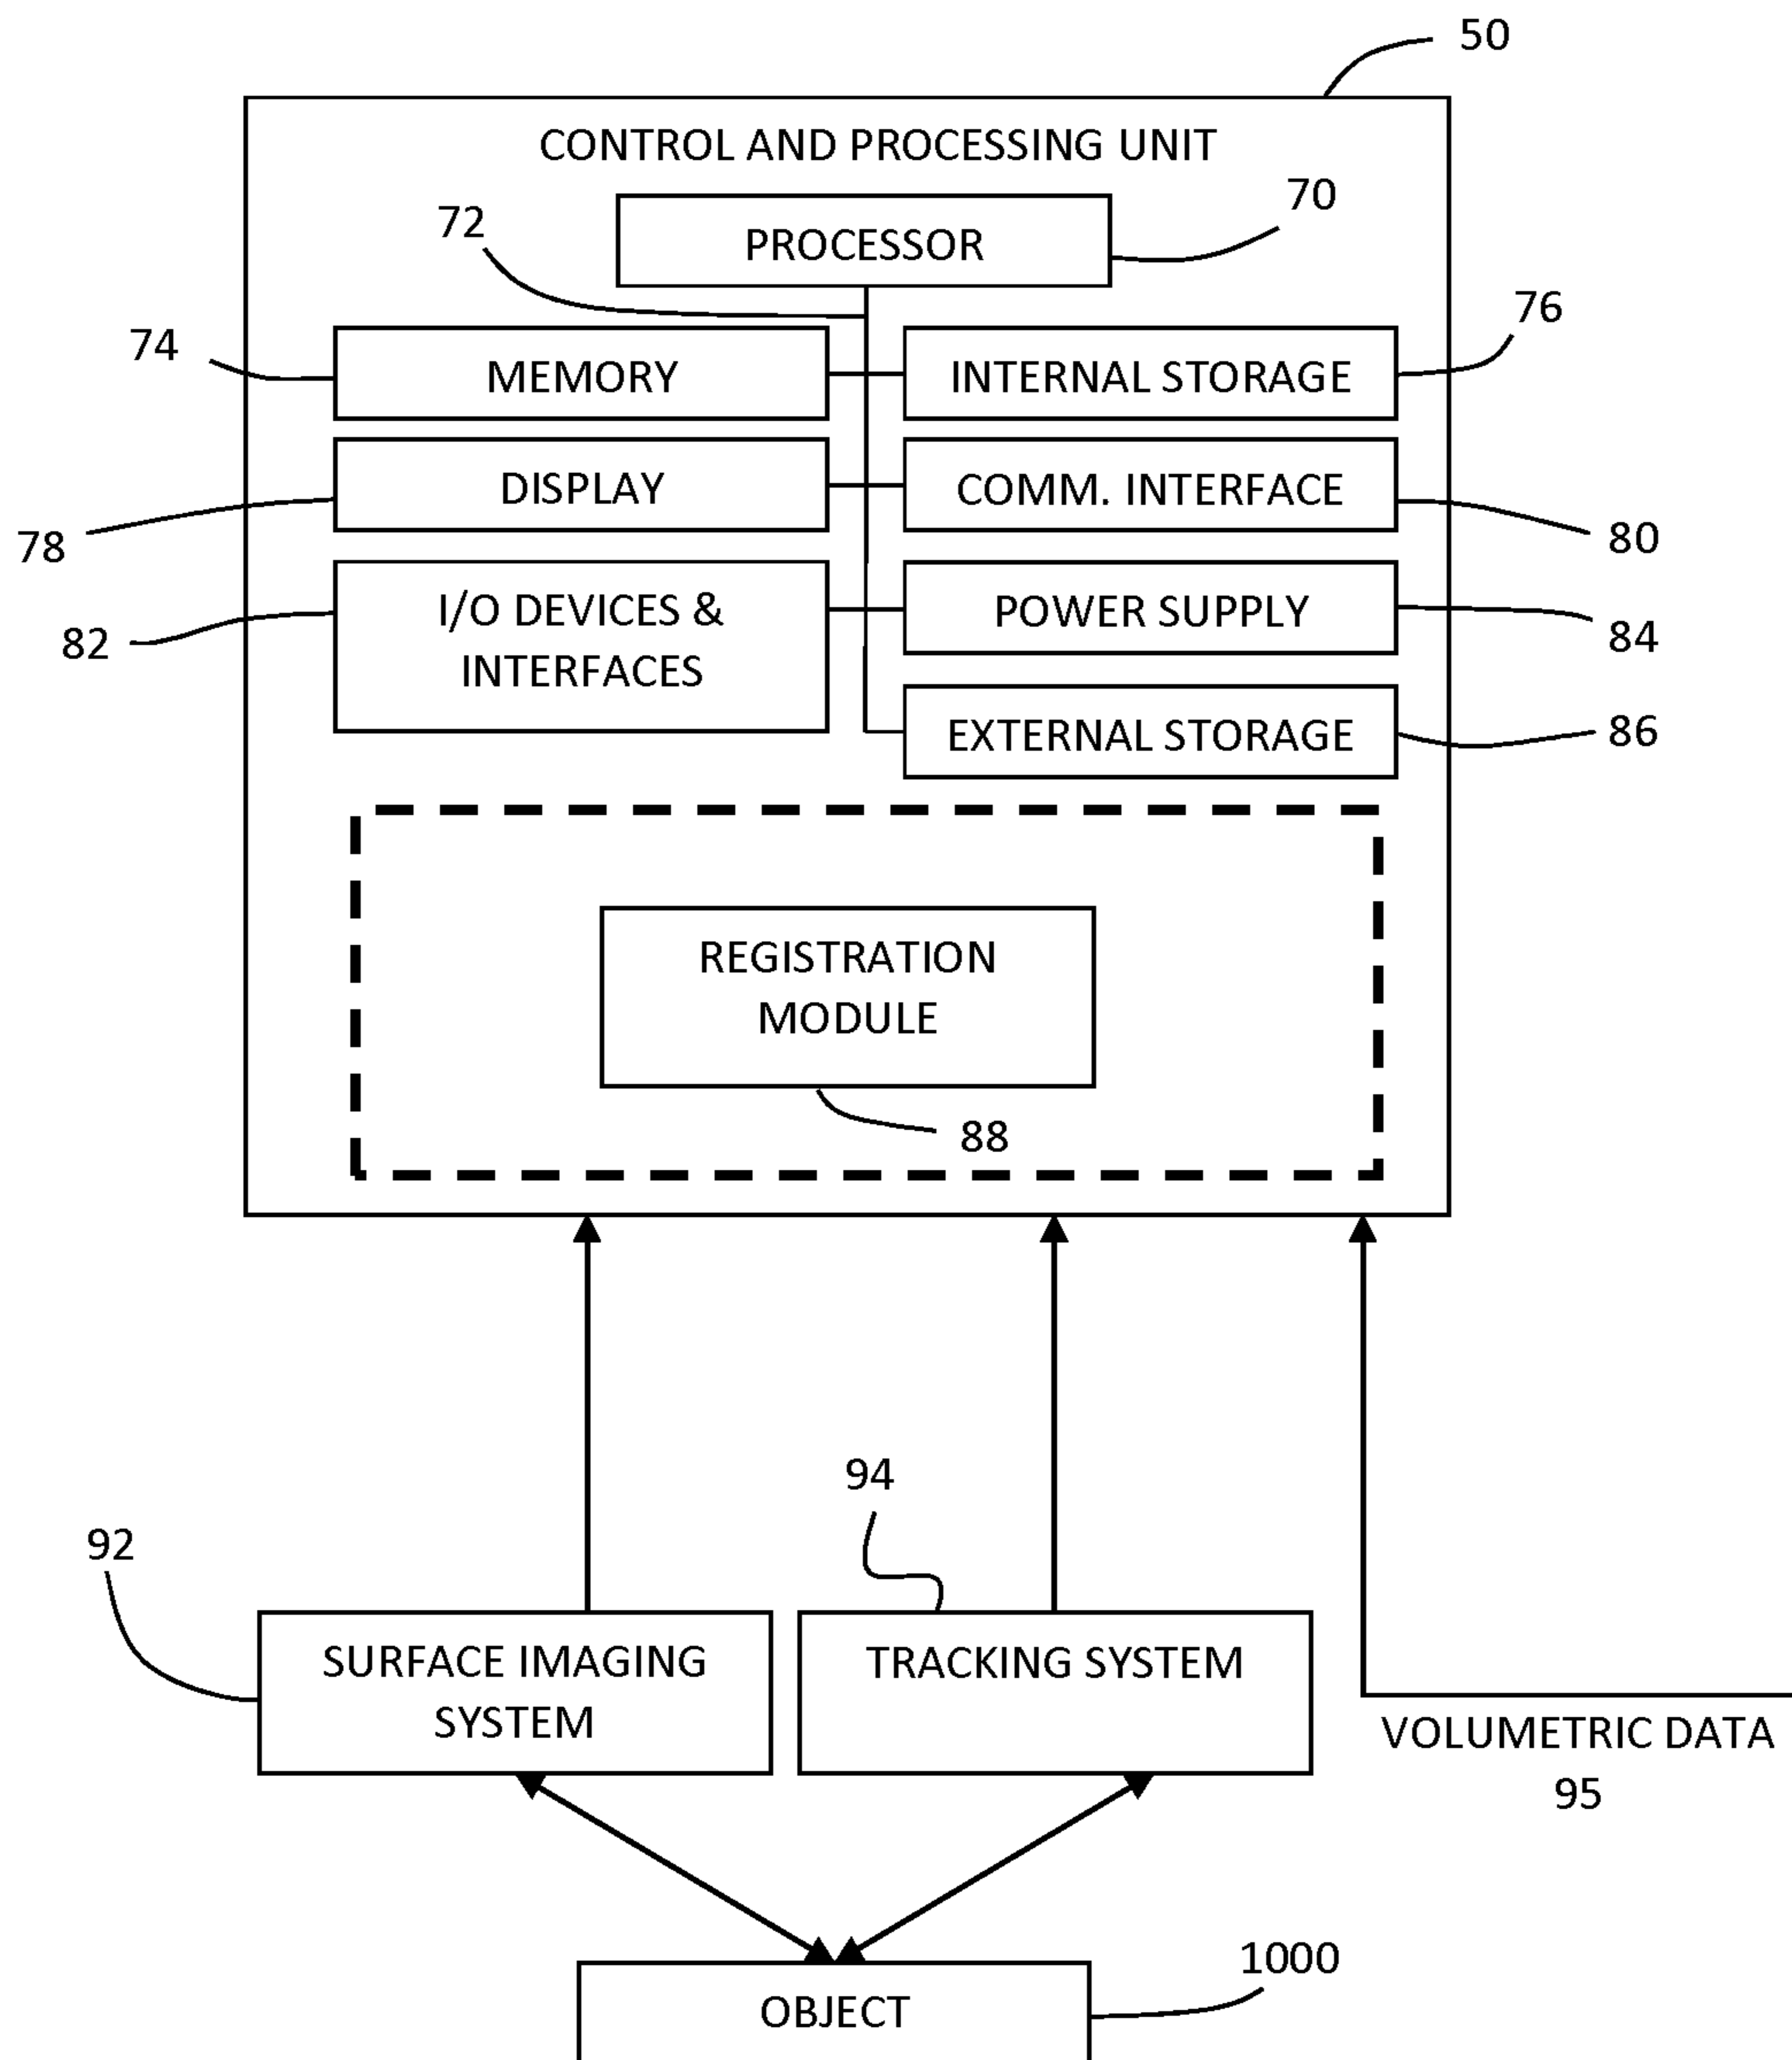 50
CONTROL AND PROCESSING UNIT
70
72
PROCESSOR
76
74
MEMORY
INTERNAL STORAGE
DISPLAY
COMM. INTERFACE
78
80
I/O DEVICES &
INTERFACES
POWER SUPPLY
82
84
EXTERNAL STORAGE
86
REGISTRATION
MODULE
88
94
92
SURFACE IMAGING
SYSTEM
TRACKING SYSTEM
VOLUMETRIC DATA
95
1000
OBJECT